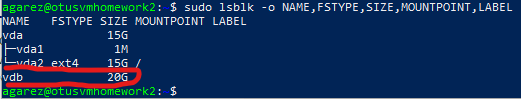 agarez@otusvmhomework2:~$ sudo lsblk -o NAME,FSTYPE,SIZE,MOUNTPOINT,LABEL
NAME   FSTYPE SIZE MOUNTPOINT LABEL
vda            15G
├─vda1          1M
└─vda2 ext4    15G /
vdb            20G
agarez@otusvmhomework2:~$